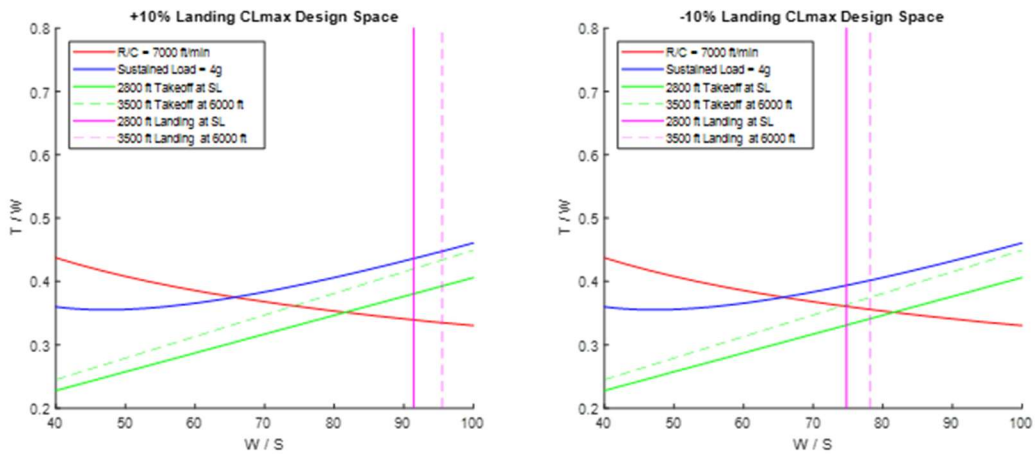 +10% Landing CLmax Design Space
0.8
0.7
0.6
0.5
0.4
0.3
0.2
T / W
R/C = 7000 ft/min
Sustained Load = 4g
2800 ft Takeoff at SL
3500 ft Takeoff at 6000 ft
2800 ft Landing at SL
3500 ft Landing at 6000 ft
40 50 60 70 80 90 100
W / S
-10% Landing CLmax Design Space
0.8
0.7
0.6
0.5
0.4
0.3
0.2
T / W
R/C = 7000 ft/min
Sustained Load = 4g
2800 ft Takeoff at SL
3500 ft Takeoff at 6000 ft
2800 ft Landing at SL
3500 ft Landing at 6000 ft
40 50 60 70 80 90 100
W / S